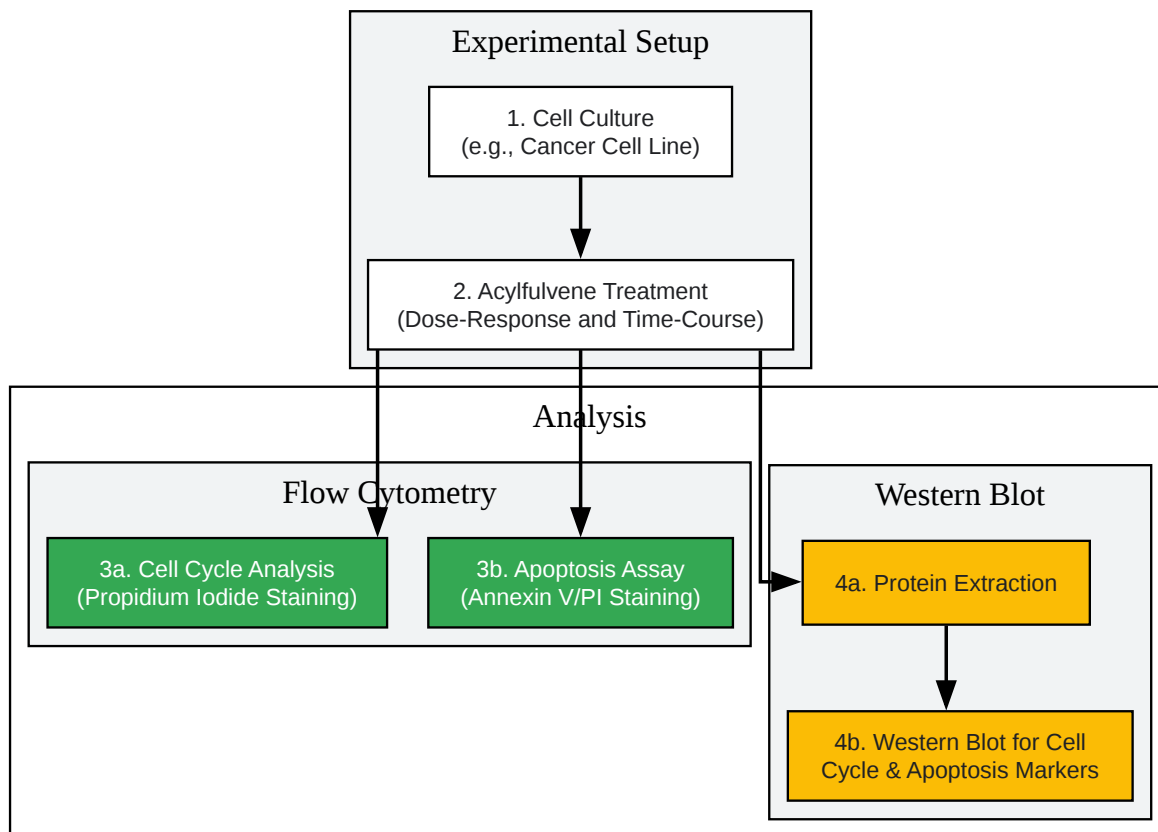 Experimental Setup
1. Cell Culture
(e.g., Cancer Cell Line)
2. Acylfulvene Treatment
(Dose-Response and Time-Course)
Analysis
Flow Cytometry
3a. Cell Cycle Analysis
(Propidium Iodide Staining)
3b. Apoptosis Assay
(Annexin V/PI Staining)
Western Blot
4a. Protein Extraction
4b. Western Blot for Cell
Cycle & Apoptosis Markers